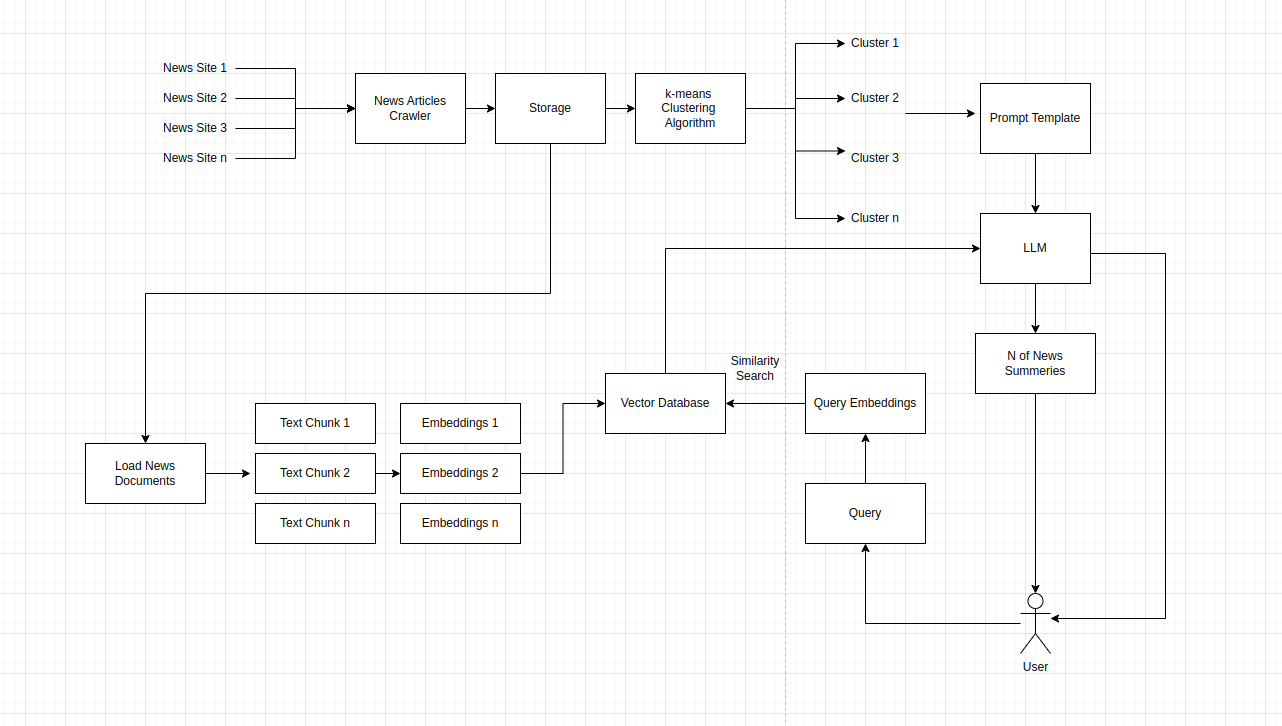 News Site 1
News Site 2
News Site 3
News Site n
News Articles
Crawler
Storage
k-means
Clustering
Algorithm
Cluster 1
Cluster 2
Cluster 3
Cluster n
Prompt Template
LLM
N of News
Summeries
Similarity
Search
Vector Database
Query Embeddings
Load News
Documents
Text Chunk 1
Text Chunk 2
Text Chunk n
Embeddings 1
Embeddings 2
Embeddings n
Query
User